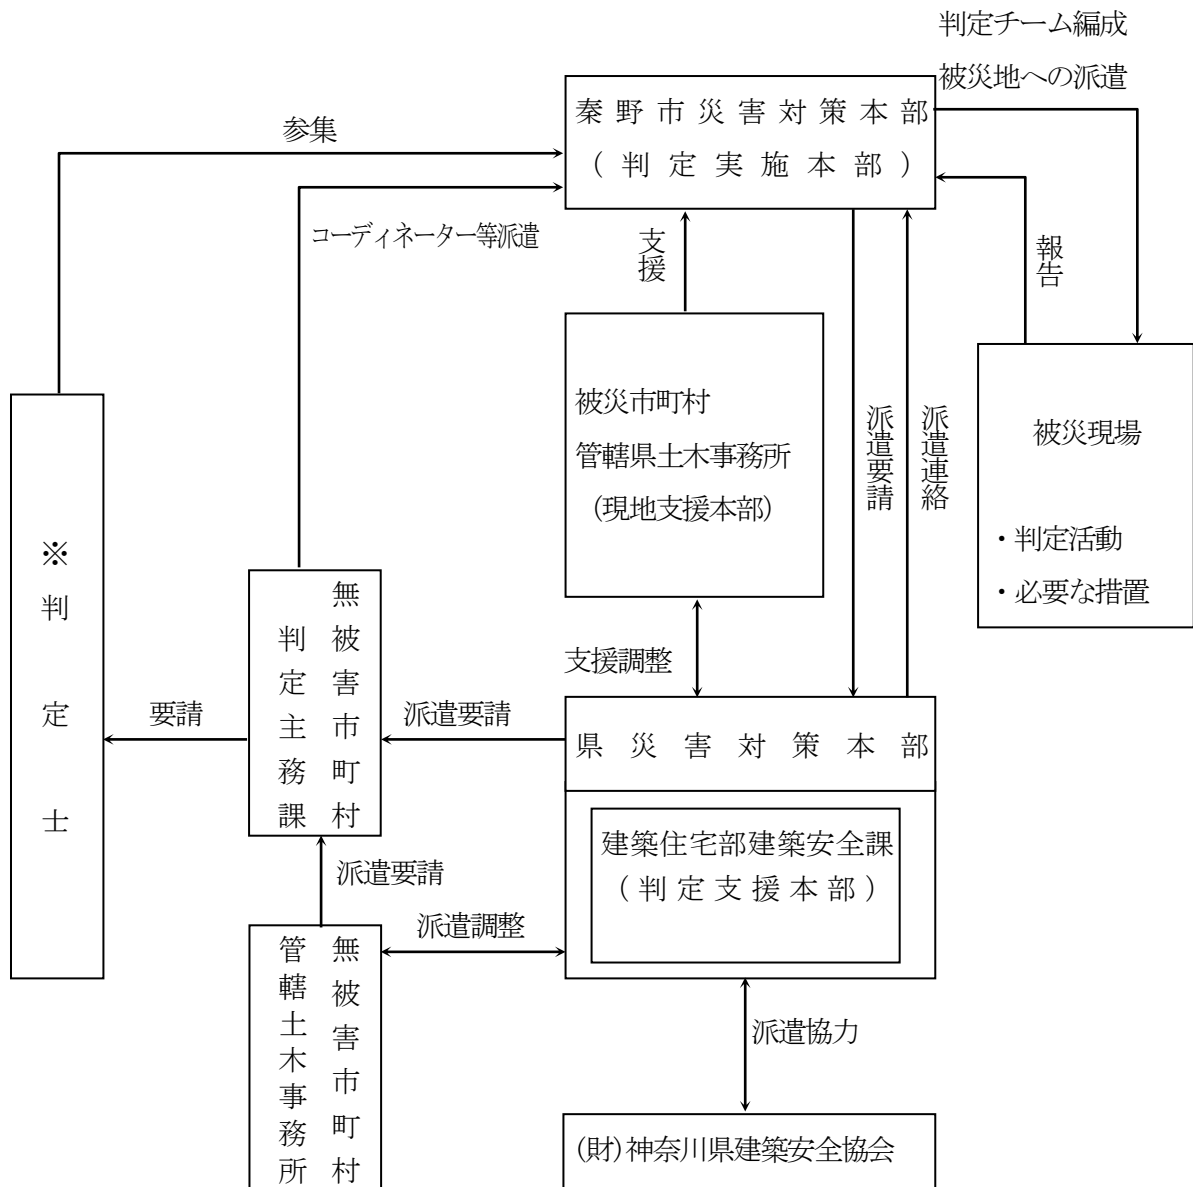 判定チーム編成
被災地への派遣
秦野市災害対策本部
（判定実施本部）
参集
コーディネーター等派遣
支援
報告
被災市町村
管轄県土木事務所
（現地支援本部）
派遣要請
派遣連絡
被災現場
・判定活動
・必要な措置
※判定士
無被害市町村
判定主務課
要請
派遣要請
支援調整
県災害対策本部
建築住宅部建築安全課
（判定支援本部）
派遣要請
派遣調整
無被害市町村
管轄土木事務所
派遣協力
(財)神奈川県建築安全協会